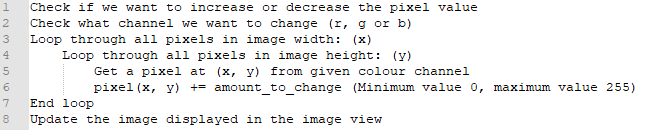 1 Check if we want to increase or decrease the pixel value
2 Check what channel we want to change (r, g or b)
3 Loop through all pixels in image width: (x)
4 Loop through all pixels in image height: (y)
5 Get a pixel at (x, y) from given colour channel
6 pixel(x, y) += amount_to_change (Minimum value 0, maximum value 255)
7 End loop
8 Update the image displayed in the image view